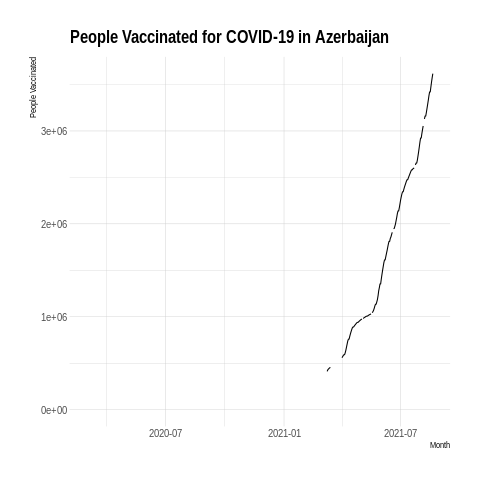 People Vaccinated for COVID-19 in Azerbaijan
People Vaccinated
3e+06
2e+06
1e+06
0e+00
2020-07 2021-01 2021-07
Month